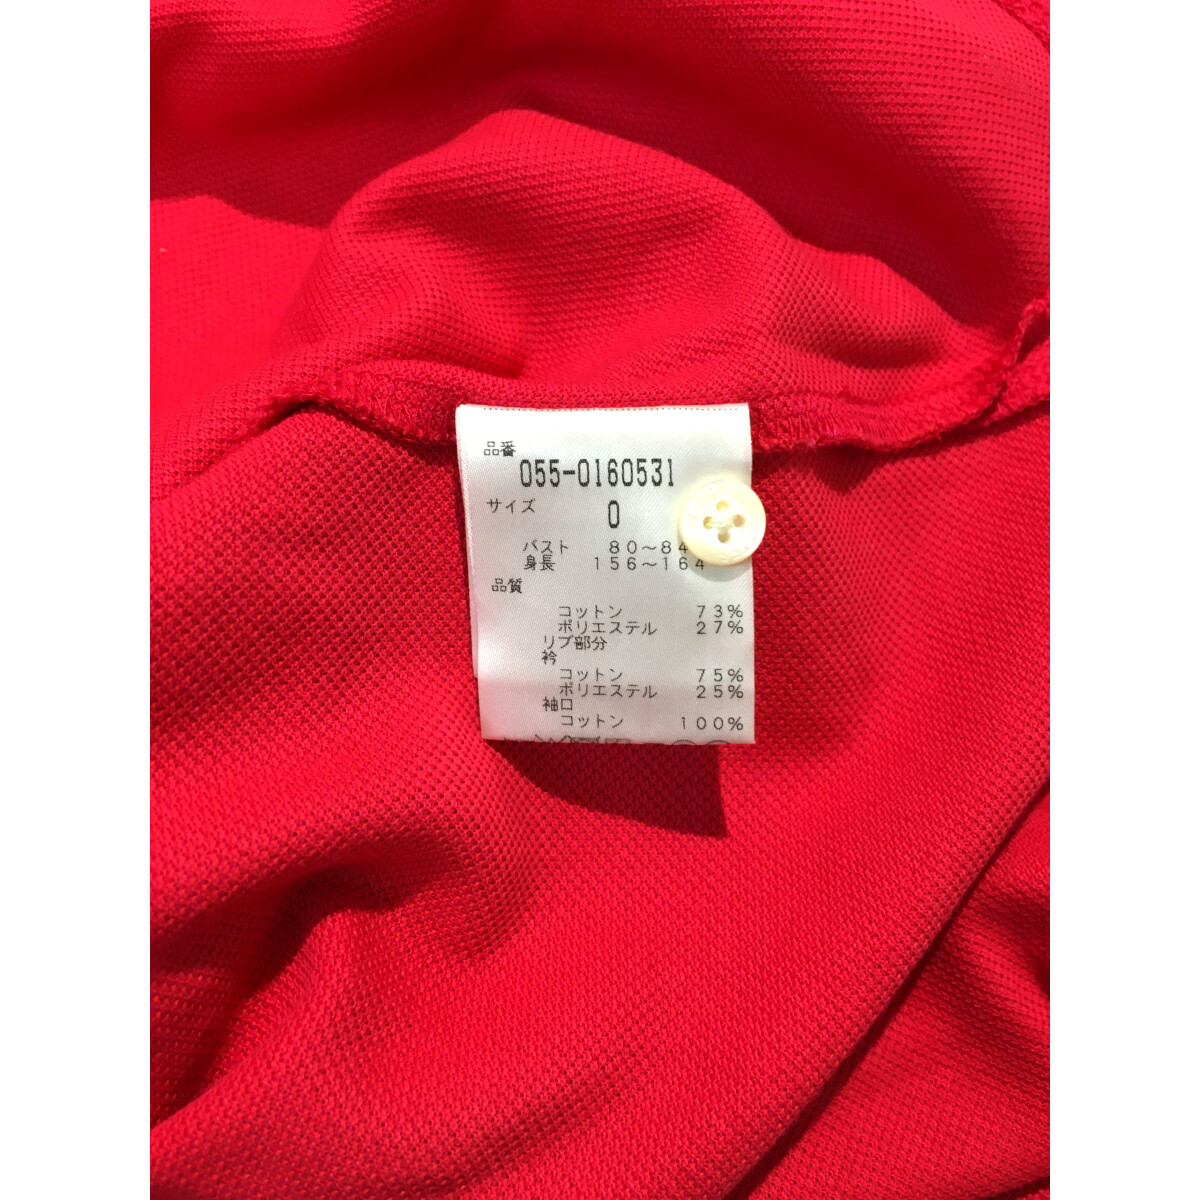 品番
055-0160531
サイズ
0
バスト 80～84
身長 156～164
品質
コットン 73%
ポリエステル 27%
リブ部分
衿
コットン 75%
ポリエステル 25%
袖口
コットン 100%